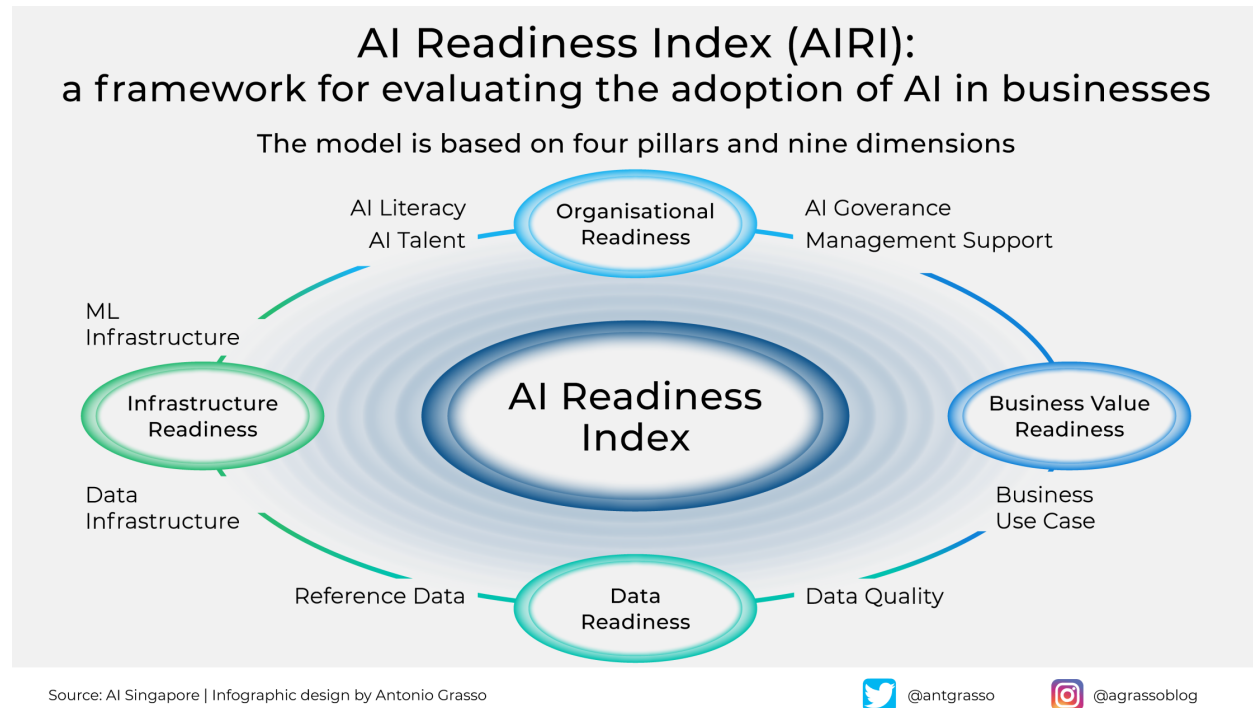 AI Readiness Index (AIRI):
a framework for evaluating the adoption of AI in businesses
The model is based on four pillars and nine dimensions
AI Literacy
AI Talent
Organisational
Readiness
AI Goverance
Management Support
ML
Infrastructure
Infrastructure
Readiness
AI Readiness
Index
Business Value
Readiness
Data
Infrastructure
Business
Use Case
Reference Data
Data
Readiness
Data Quality
Source: AI Singapore | Infographic design by Antonio Grasso
@antgrasso
@agrassoblog